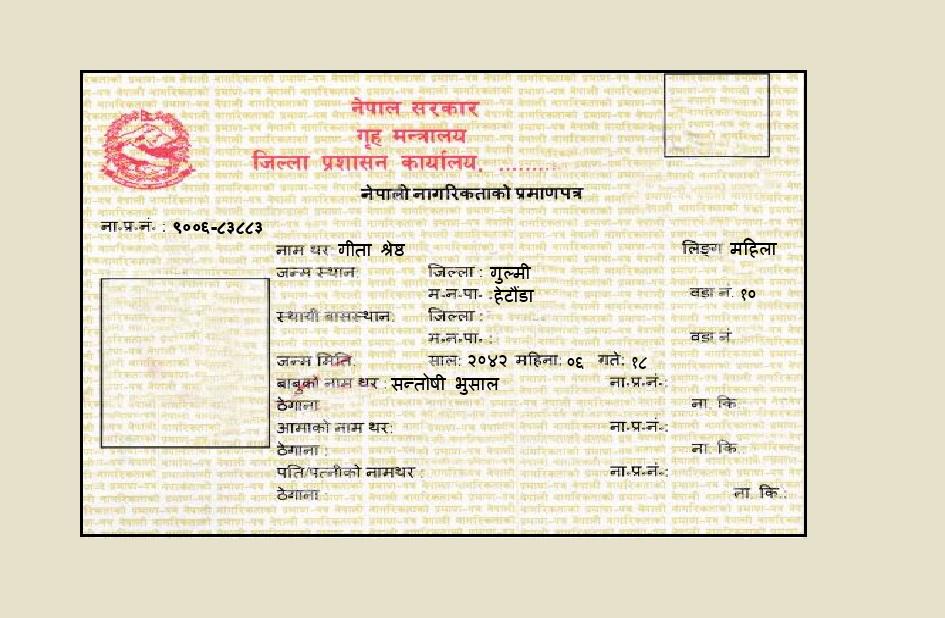 नेपाल सरकार
गृह मन्त्रालय
जिल्ला प्रशासन कार्यालय, .........
नेपाली नागरिकताको प्रमाणपत्र
ना.प्र.नं. : ९००६-८३८८३
नाम थर: गीता श्रेष्ठ लिङ्ग महिला
जन्म स्थान: जिल्ला : गुल्मी
म.न.पा. : हेटौंडा वडा नं. १०
स्थायी बासस्थान: जिल्ला :
म.न.पा. : वडा नं
जन्म मिति: साल: २०४२ महिना: ०६ गते: १८
बाबुको नाम थर : सन्तोषी भुसाल ना.प्र.नं.:
ठेगाना ना. कि.
आमाको नाम थर: ना.प्र.नं.:
ठेगाना : ना. कि.
पति/पत्नीको नामथर : ना.प्र.नं.:
ठेगाना : ना. कि.: